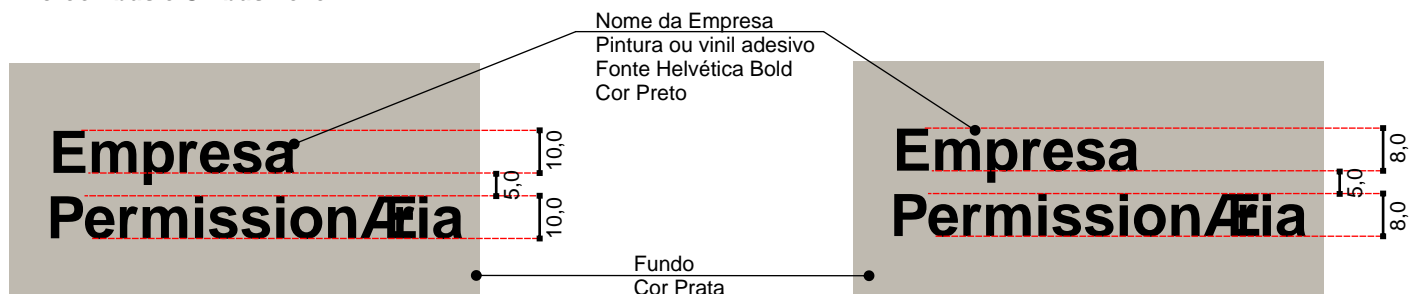 Nome da Empresa
Pintura ou vinil adesivo
Fonte Helvética Bold
Cor Preto
Empresa
PermissionÆria
10,0
5,0
10,0
Empresa
PermissionÆria
8,0
5,0
8,0
Fundo
Cor Prata